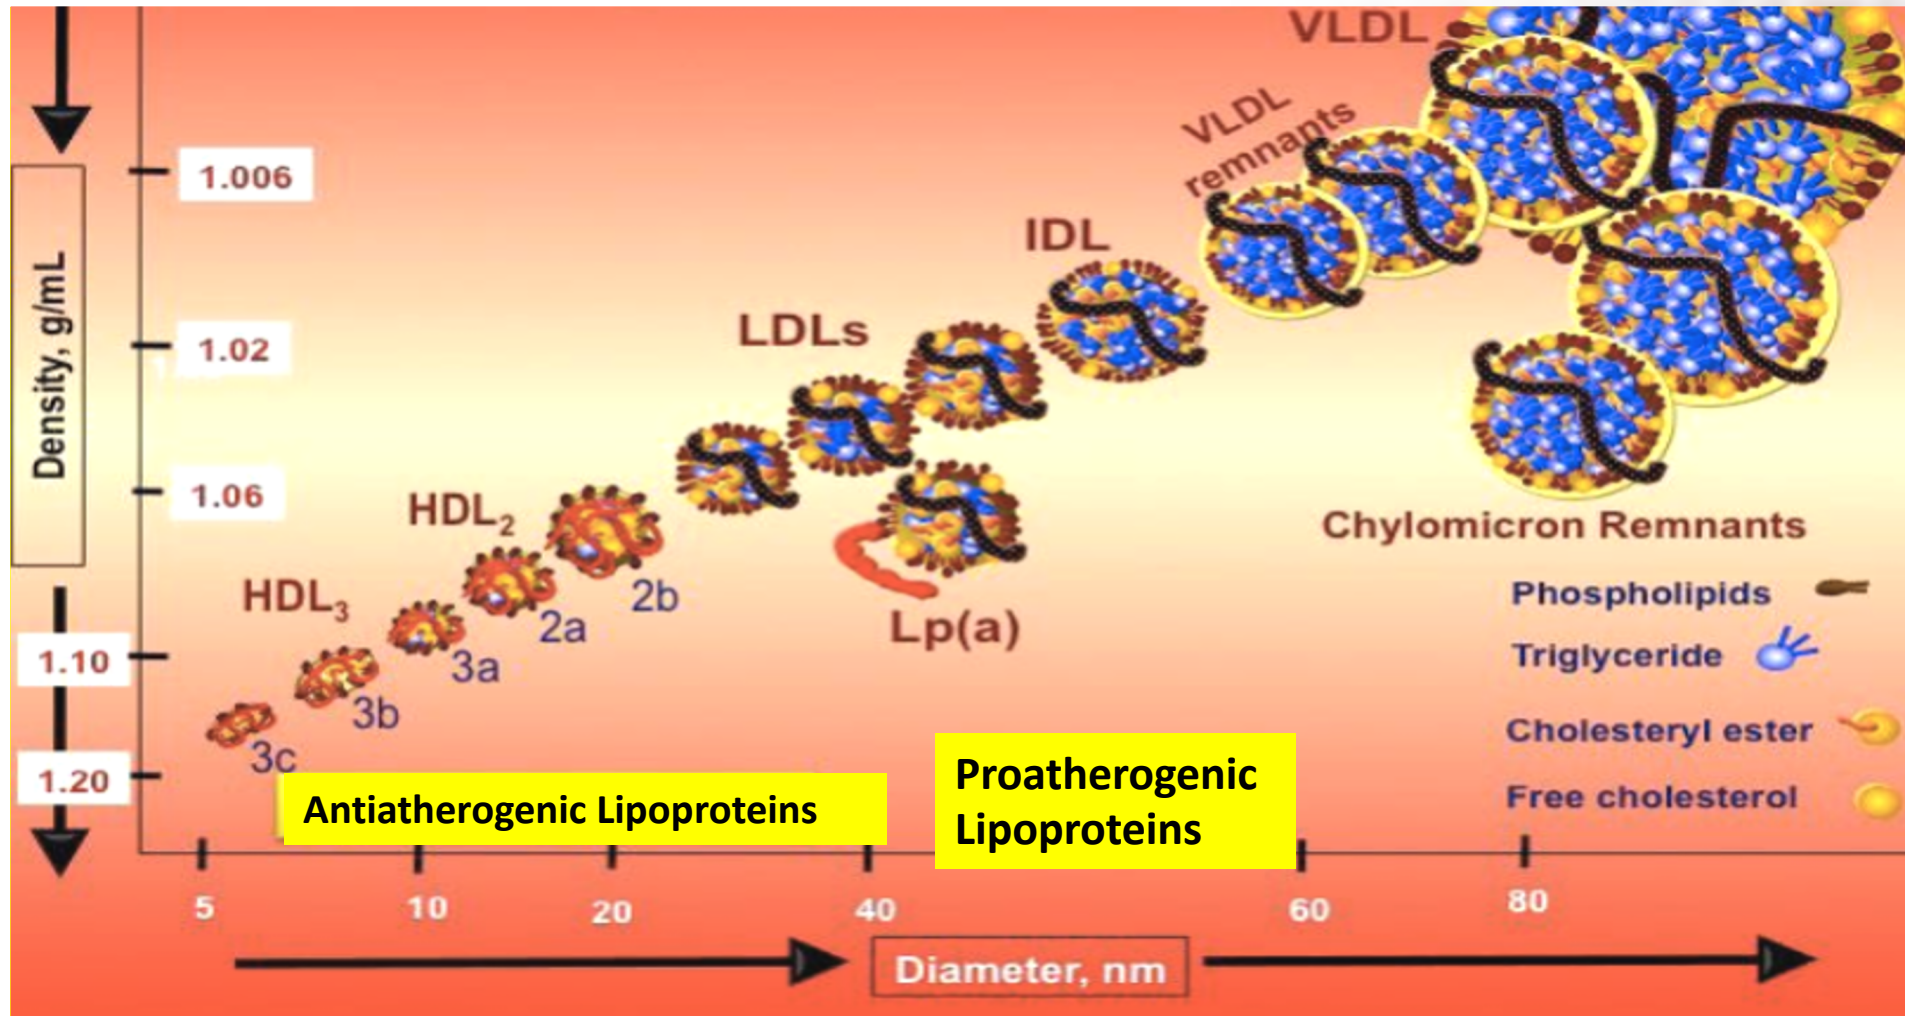 VLDL
VLDL
remnants
1.006
IDL
Density, g/mL
1.02
LDLs
1.06
HDL2
Chylomicron Remnants
HDL3
2b
Phospholipids
2a
Lp(a)
1.10
3a
Triglyceride
3b
Cholesteryl ester
3c
1.20
Antiatherogenic Lipoproteins
Proatherogenic
Lipoproteins
Free cholesterol
5
10
20
40
60
80
Diameter, nm